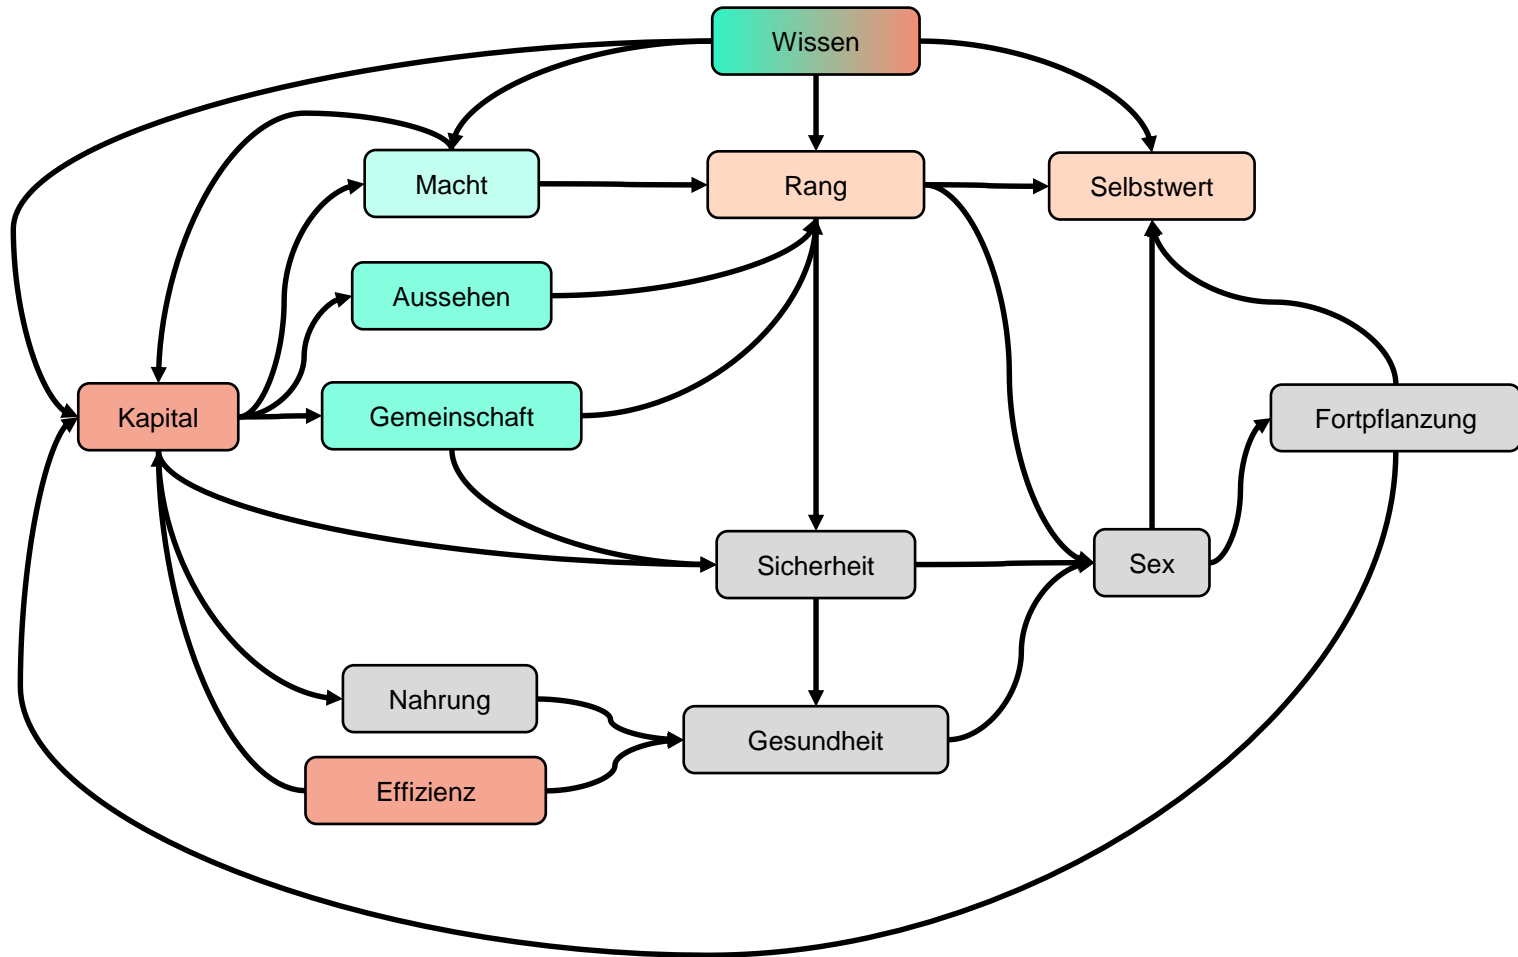 Wissen
Macht
Rang
Selbstwert
Aussehen
Kapital
Gemeinschaft
Fortpflanzung
Sicherheit
Sex
Nahrung
Gesundheit
Effizienz